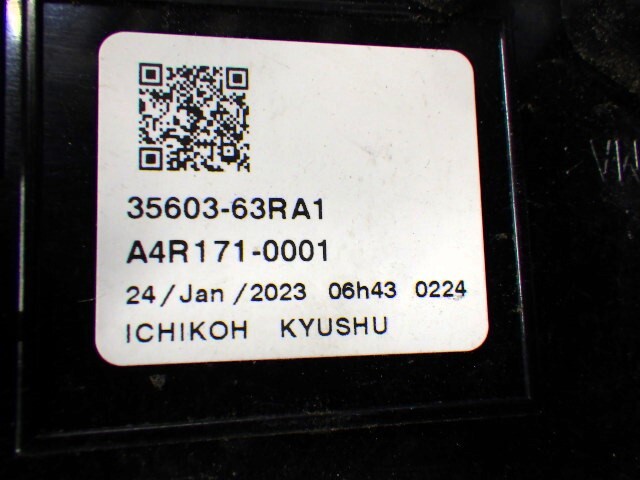 35603-63RA1
A4R171-0001
24/Jan/2023 06h43 0224
ICHIKOH KYUSHU